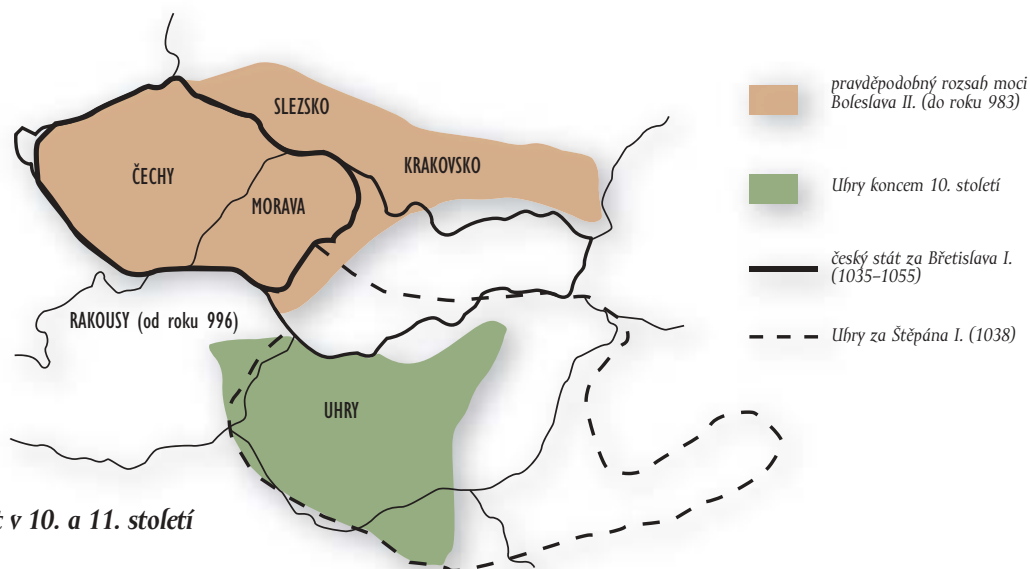 SLEZSKO
KRAKOVSKO
ČECHY
MORAVA
RAKOUSY (od roku 996)
UHRY
pravděpodobný rozsah moci
Boleslava II. (do roku 983)
Uhry koncem 10. století
český stát za Břetislava I.
(1035–1055)
Uhry za Štěpána I. (1038)
v 10. a 11. století